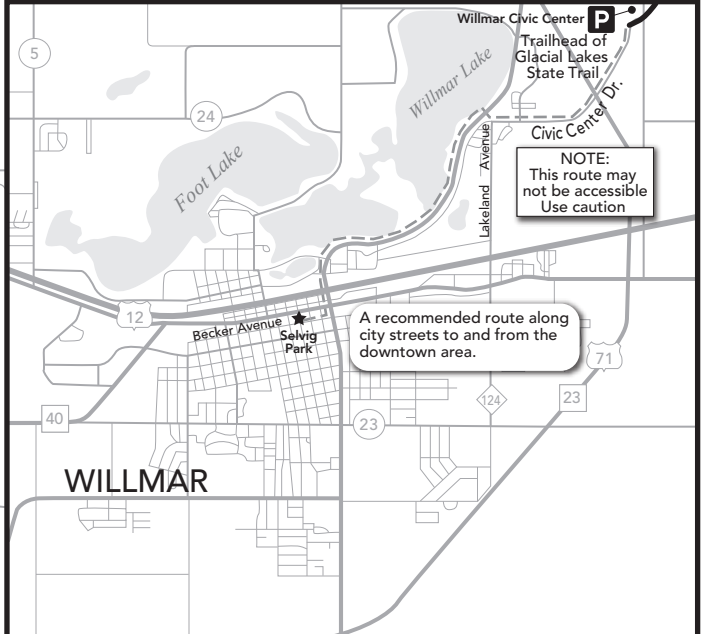 Willmar Civic Center P
Trailhead of
Glacial Lakes
State Trail
5
Willmar Lake
24
Civic Center Dr.
Foot Lake
Lakeland Avenue
NOTE:
This route may
not be accessible
Use caution
12
Becker Avenue
Selvig
Park
A recommended route along
city streets to and from the
downtown area.
71
40
124
23
23
WILLMAR